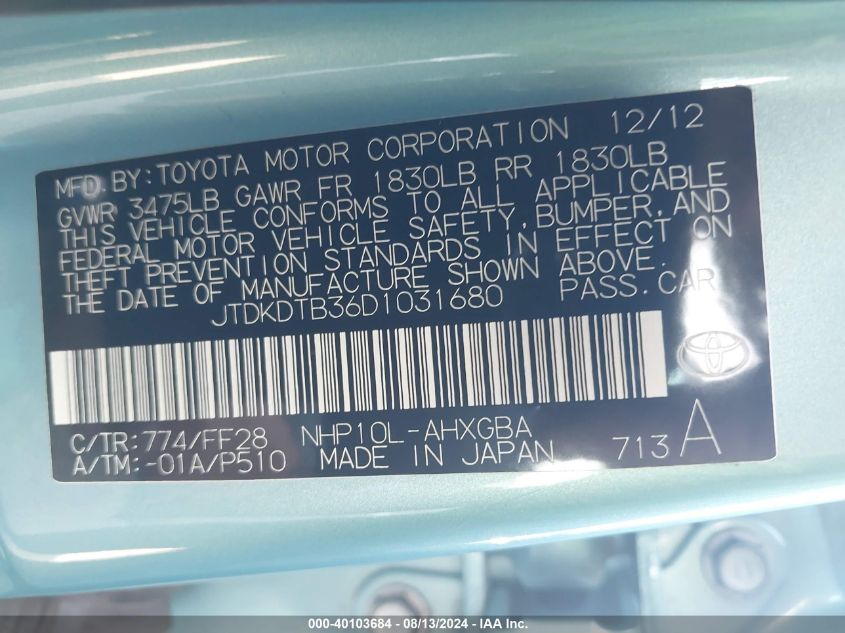 MFD. BY: TOYOTA MOTOR CORPORATION 12/12
GVWR 3475LB GAWR FR 1830LB RR 1830LB
THIS VEHICLE CONFORMS TO ALL APPLICABLE
FEDERAL MOTOR VEHICLE SAFETY, BUMPER, AND
THEFT PREVENTION STANDARDS IN EFFECT ON
THE DATE OF MANUFACTURE SHOWN ABOVE.
JTDKDTB36D1031680 PASS. CAR
C/TR: 774/FF28 NHP10L-AHXGBA
A/TM: -01A/P510 MADE IN JAPAN 713 A
000-40103684 - 08/13/2024 - IAA Inc.